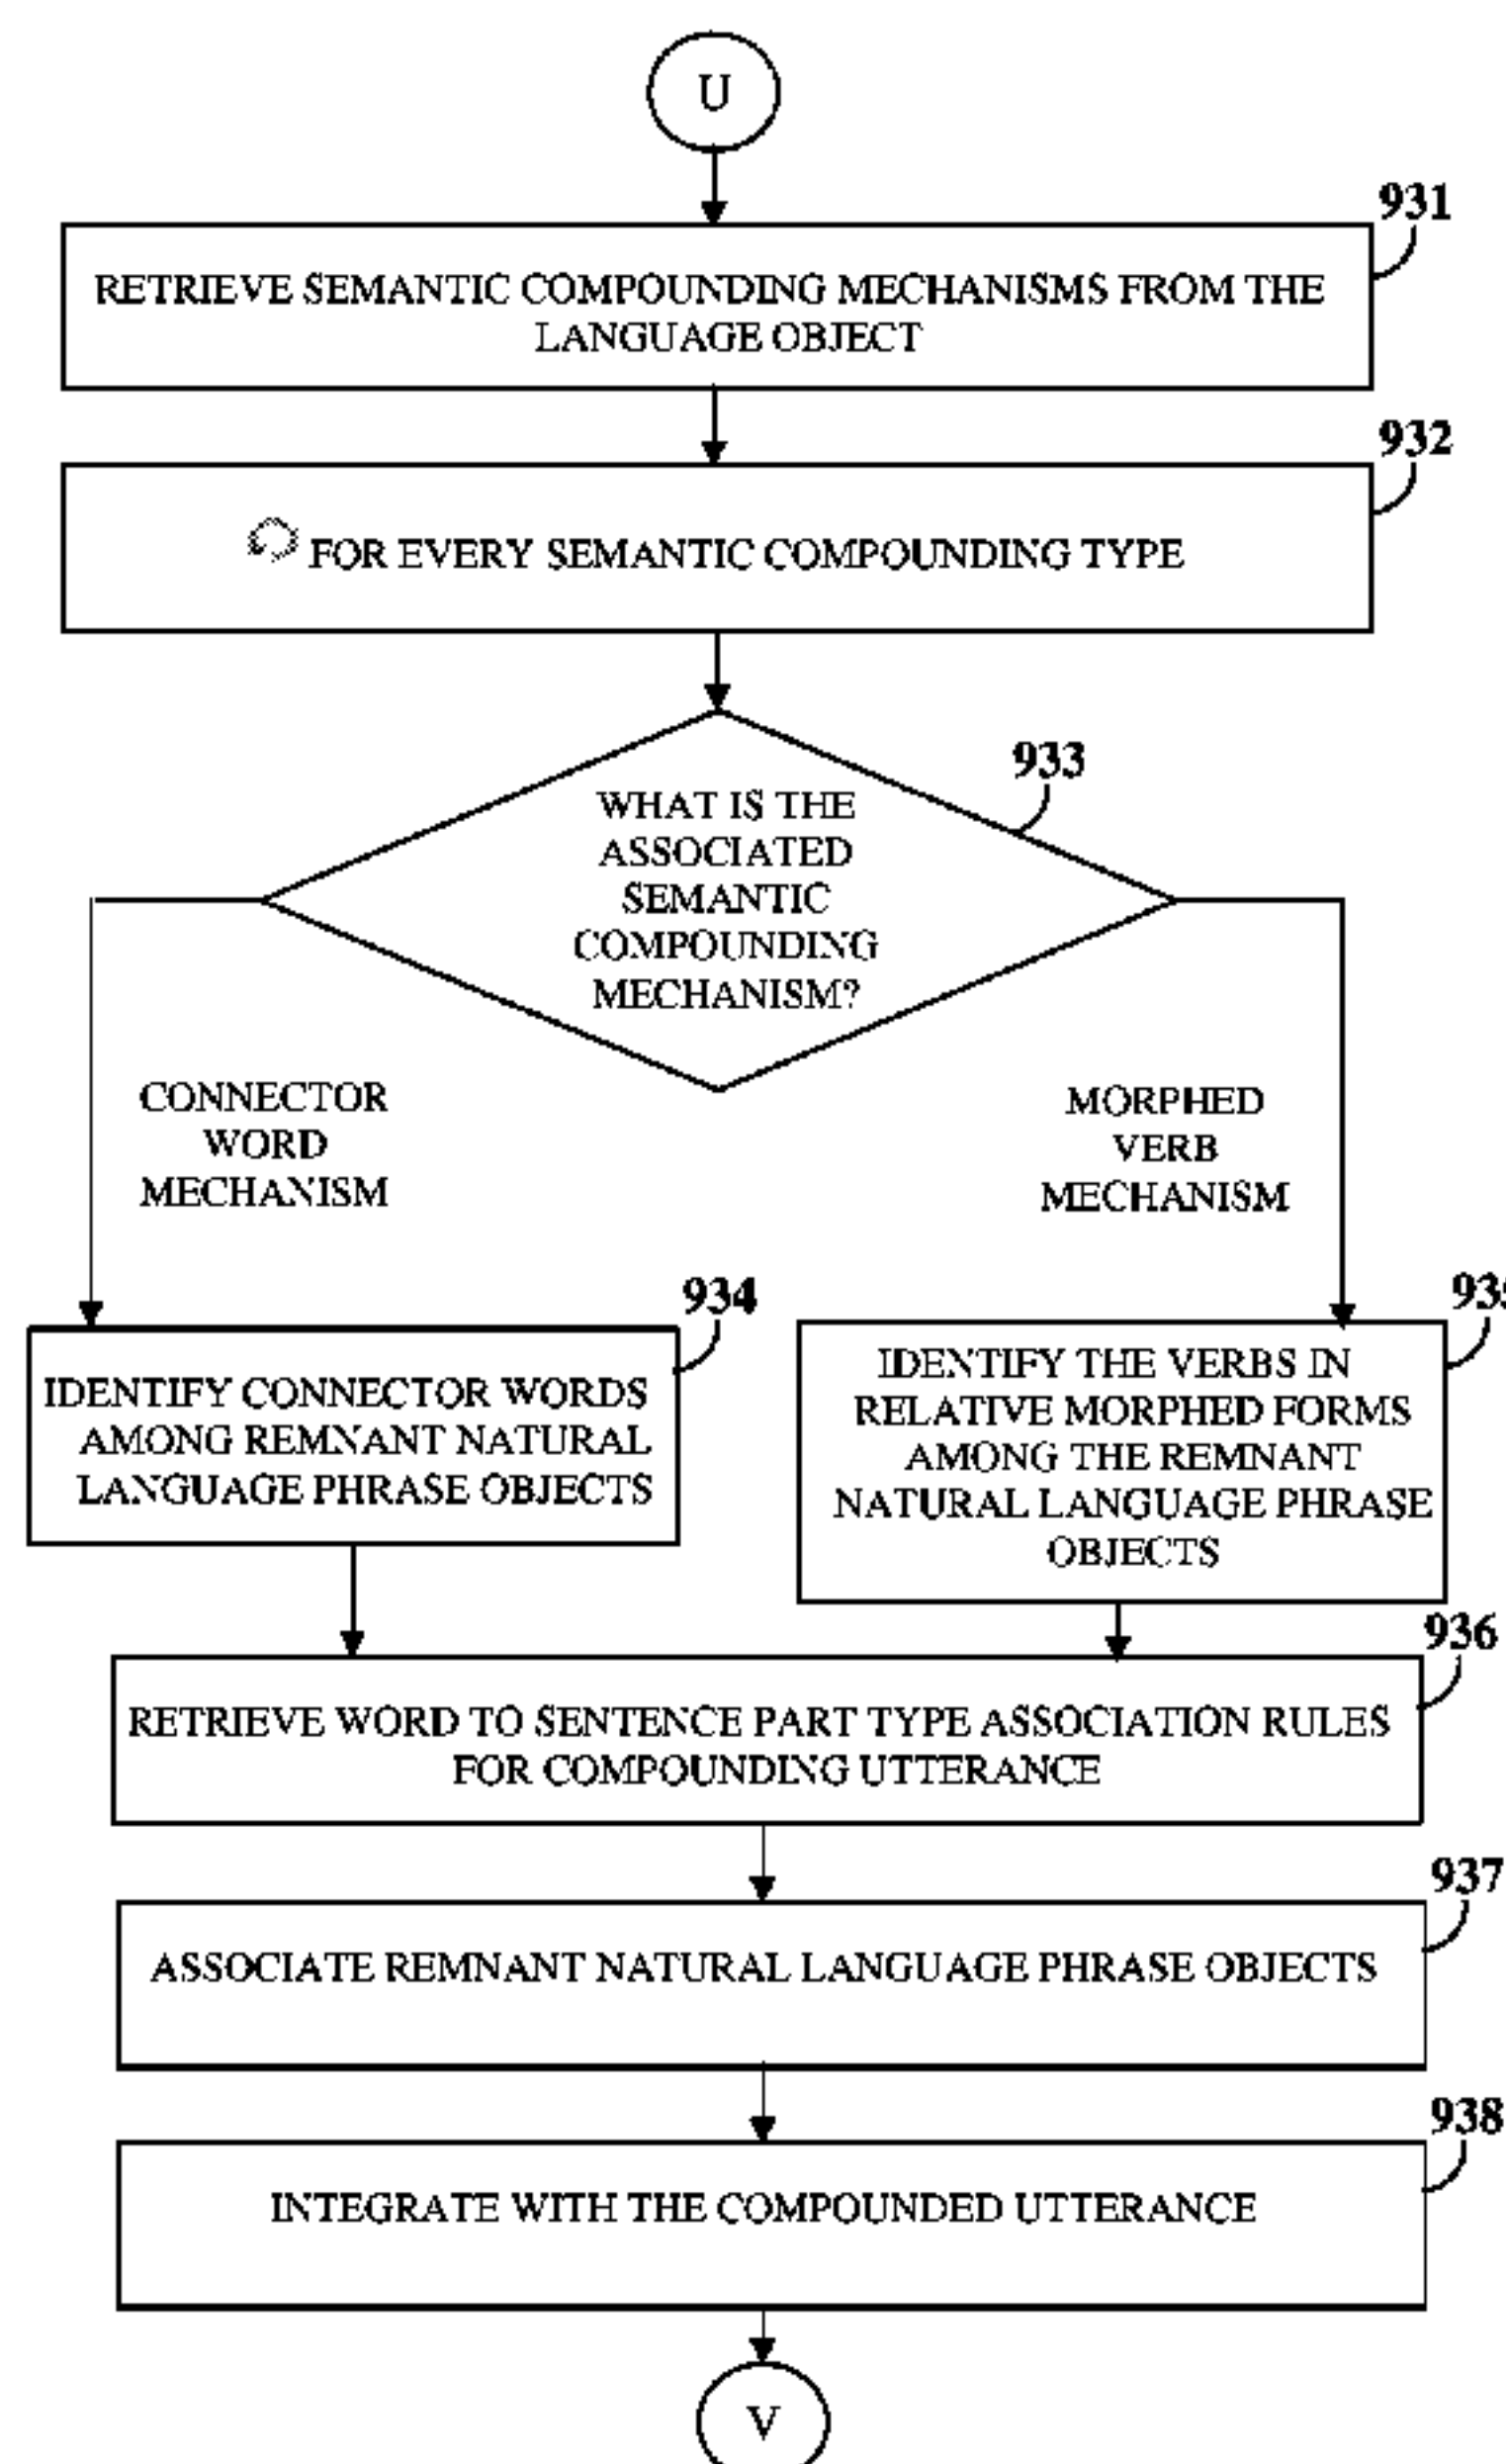 U
931
RETRIEVE SEMANTIC COMPOUNDING MECHANISMS FROM THE
LANGUAGE OBJECT
932
FOR EVERY SEMANTIC COMPOUNDING TYPE
933
WHAT IS THE
ASSOCIATED
SEMANTIC
COMPOUNDING
MECHANISM?
CONNECTOR
WORD
MECHANISM
MORPHED
VERB
MECHANISM
934
IDENTIFY CONNECTOR WORDS
AMONG REMNANT NATURAL
LANGUAGE PHRASE OBJECTS
935
IDENTIFY THE VERBS IN
RELATIVE MORPHED FORMS
AMONG THE REMNANT
NATURAL LANGUAGE PHRASE
OBJECTS
936
RETRIEVE WORD TO SENTENCE PART TYPE ASSOCIATION RULES
FOR COMPOUNDING UTTERANCE
937
ASSOCIATE REMNANT NATURAL LANGUAGE PHRASE OBJECTS
938
INTEGRATE WITH THE COMPOUNDED UTTERANCE
V